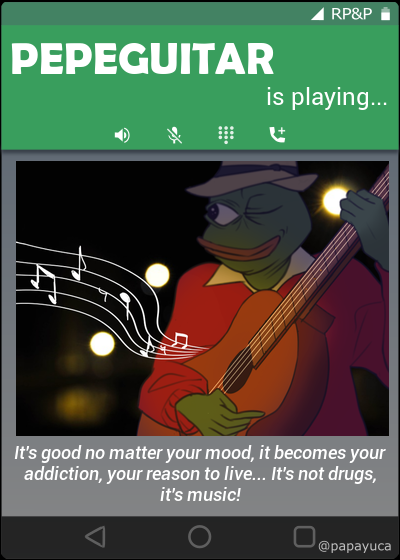 RP&P
PEPEGUITAR
is playing...
It's good no matter your mood, it becomes your
addiction, your reason to live... It's not drugs,
it's music!
@papayuca